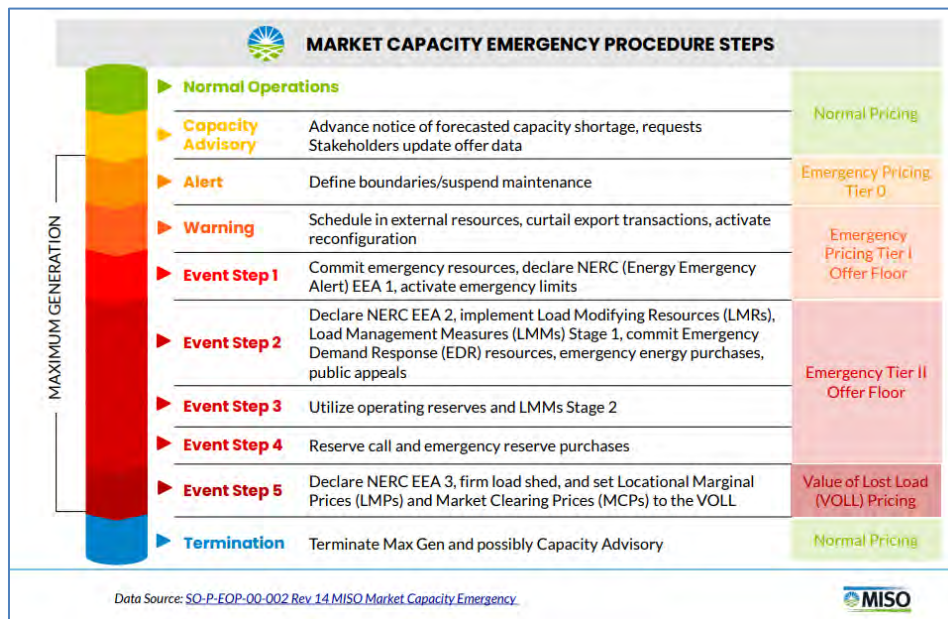 MARKET CAPACITY EMERGENCY PROCEDURE STEPS
Normal Operations
Normal Pricing
Capacity
Advisory
Advance notice of forecasted capacity shortage, requests
Stakeholders update offer data
MAXIMUM GENERATION
Alert
Define boundaries/suspend maintenance
Emergency Pricing
Tier 0
Warning
Schedule in external resources, curtail export transactions, activate
reconfiguration
Emergency
Pricing Tier I
Offer Floor
Event Step 1
Commit emergency resources, declare NERC (Energy Emergency
Alert) EEA 1, activate emergency limits
Event Step 2
Declare NERC EEA 2, implement Load Modifying Resources (LMRs),
Load Management Measures (LMMs) Stage 1, commit Emergency
Demand Response (EDR) resources, emergency energy purchases,
public appeals
Emergency Tier II
Offer Floor
Event Step 3
Utilize operating reserves and LMMs Stage 2
Event Step 4
Reserve call and emergency reserve purchases
Event Step 5
Declare NERC EEA 3, firm load shed, and set Locational Marginal
Prices (LMPs) and Market Clearing Prices (MCPs) to the VOLL
Value of Lost Load
(VOLL) Pricing
Termination
Terminate Max Gen and possibly Capacity Advisory
Normal Pricing
Data Source: SO-P-EOP-00-002 Rev 14 MISO Market Capacity Emergency
MISO